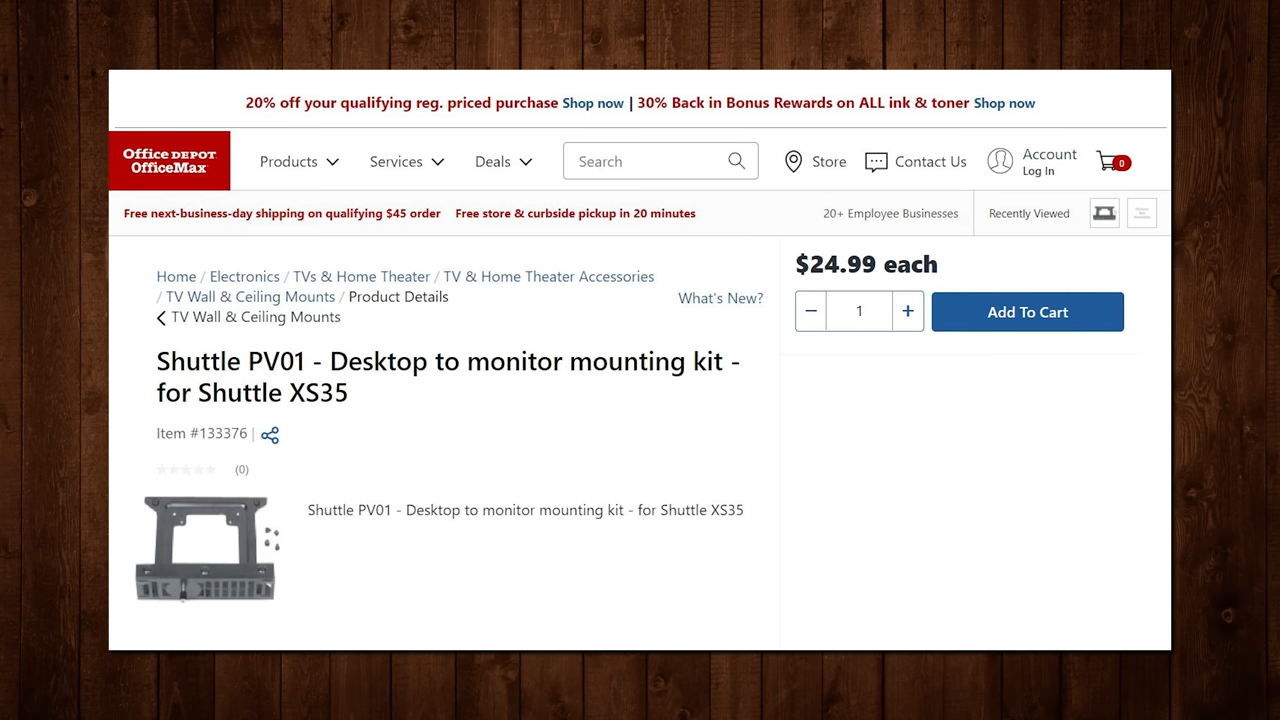 20% off your qualifying reg. priced purchase Shop now | 30% Back in Bonus Rewards on ALL ink & toner Shop now
Office DEPOT
OfficeMax
Products
Services
Deals
Search
Store
Contact Us
Account
Log In
0
Free next-business-day shipping on qualifying $45 order
Free store & curbside pickup in 20 minutes
20+ Employee Businesses
Recently Viewed
Home / Electronics / TVs & Home Theater / TV & Home Theater Accessories
/ TV Wall & Ceiling Mounts / Product Details
What's New?
TV Wall & Ceiling Mounts
$24.99 each
− 1 +
Add To Cart
Shuttle PV01 - Desktop to monitor mounting kit -
for Shuttle XS35
Item #133376 |
(0)
Shuttle PV01 - Desktop to monitor mounting kit - for Shuttle XS35